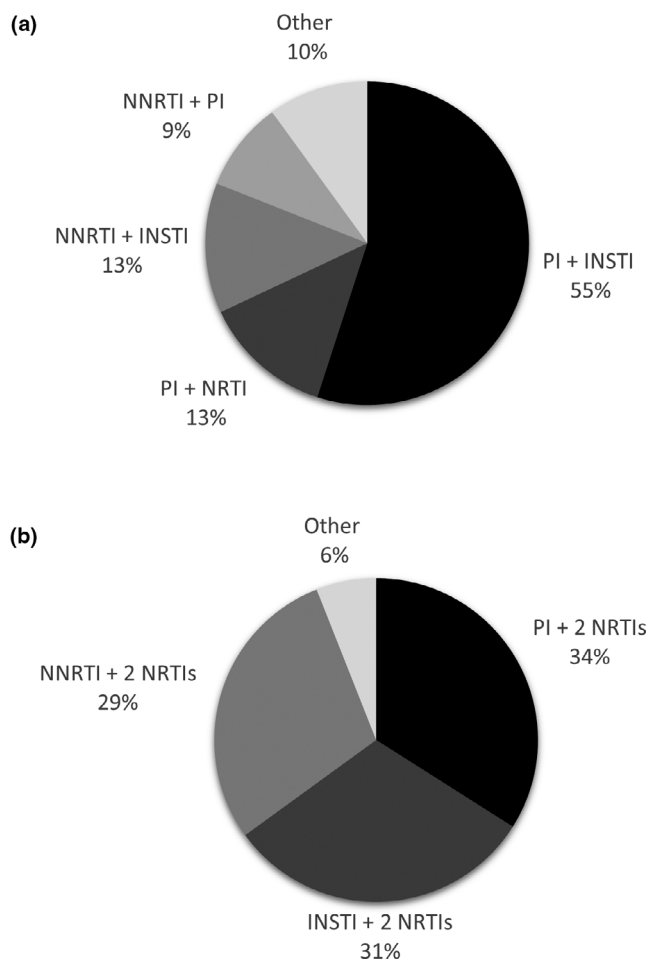 (a)
Other
10%
NNRTI + PI
9%
NNRTI + INSTI
13%
PI + INSTI
55%
PI + NRTI
13%
(b)
Other
6%
PI + 2 NRTIs
34%
NNRTI + 2 NRTIs
29%
INSTI + 2 NRTIs
31%